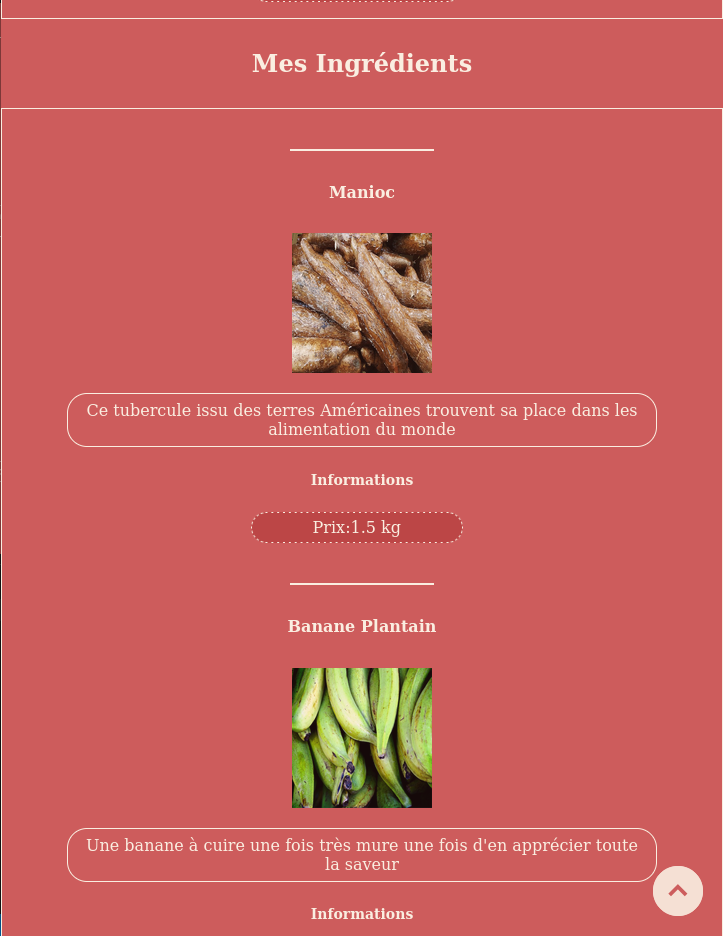 Mes Ingrédients
Manioc
Ce tubercule issu des terres Américaines trouvent sa place dans les
alimentation du monde
Informations
Prix:1.5 kg
Banane Plantain
Une banane à cuire une fois très mure une fois d'en apprécier toute
la saveur
Informations